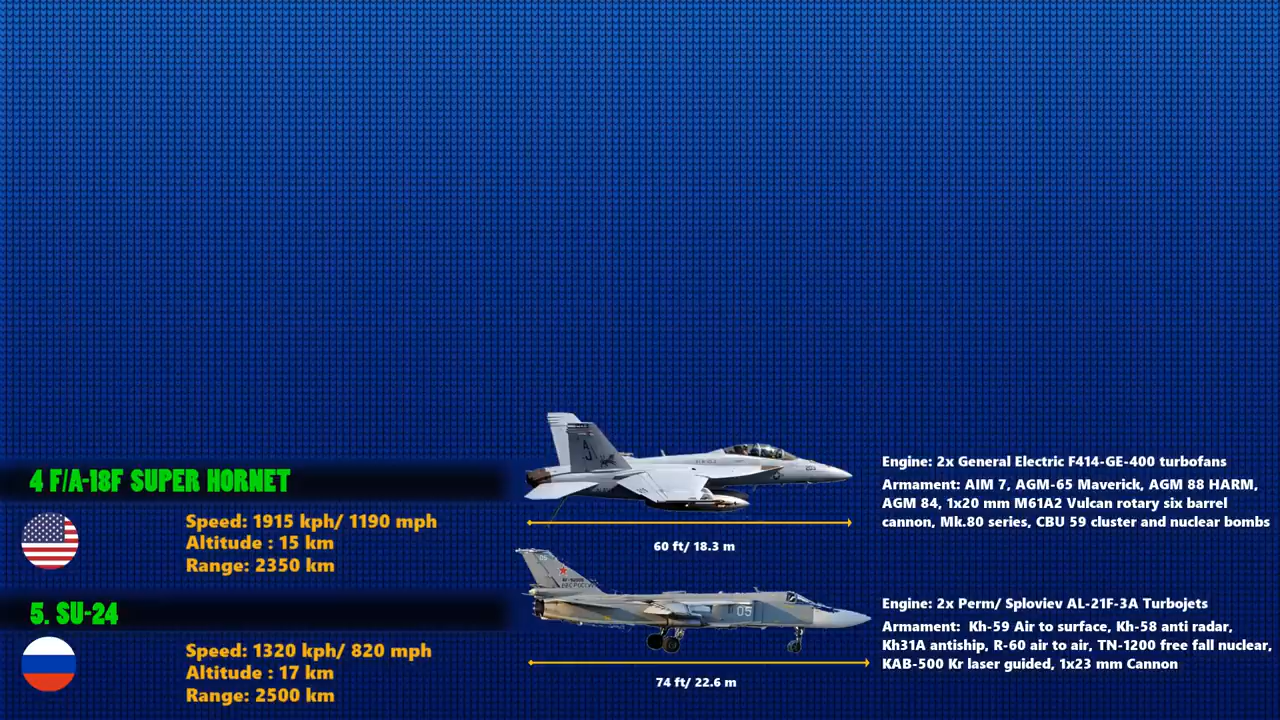 4 F/A-18F SUPER HORNET
Speed: 1915 kph/ 1190 mph
Altitude : 15 km
Range: 2350 km
60 ft/ 18.3 m
Engine: 2x General Electric F414-GE-400 turbofans
Armament: AIM 7, AGM-65 Maverick, AGM 88 HARM,
AGM 84, 1x20 mm M61A2 Vulcan rotary six barrel
cannon, Mk.80 series, CBU 59 cluster and nuclear bombs
5. SU-24
Speed: 1320 kph/ 820 mph
Altitude : 17 km
Range: 2500 km
05
74 ft/ 22.6 m
Engine: 2x Perm/ Sploviev AL-21F-3A Turbojets
Armament:  Kh-59 Air to surface, Kh-58 anti radar,
Kh31A antiship, R-60 air to air, TN-1200 free fall nuclear,
KAB-500 Kr laser guided, 1x23 mm Cannon